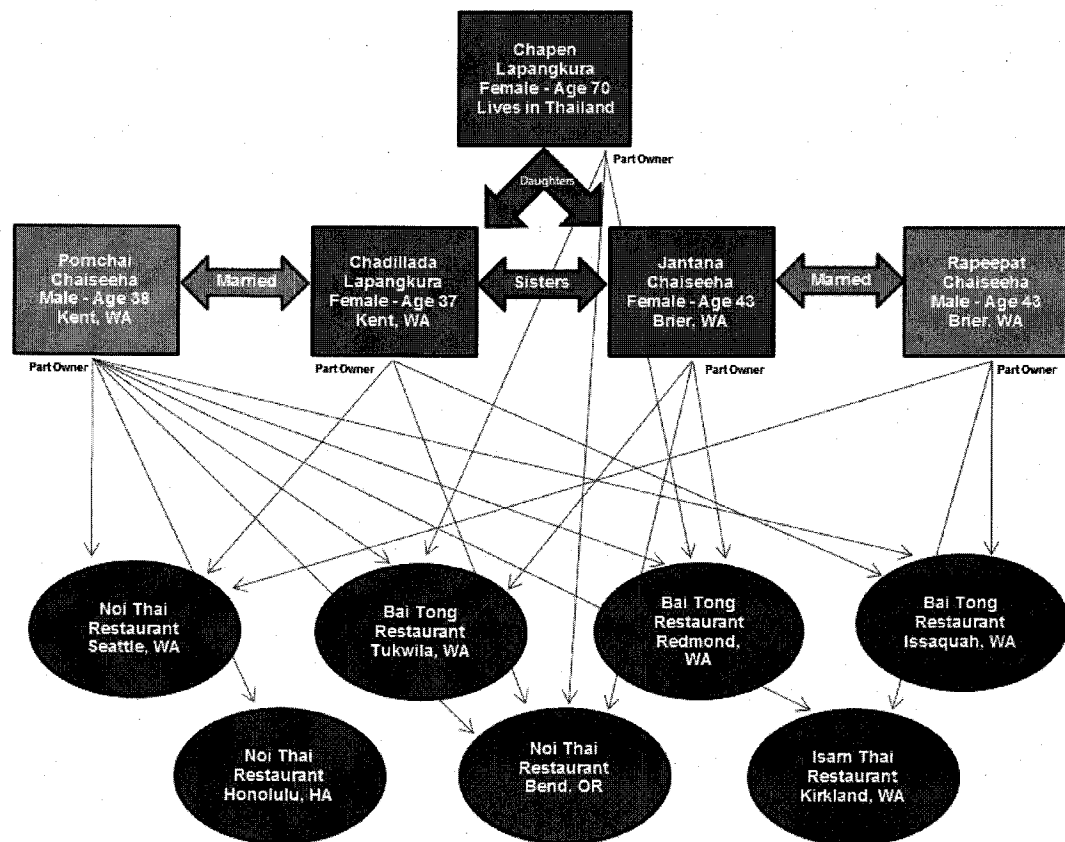 Chapen
Lapangkura
Female - Age 70
Lives in Thailand
Part Owner
Daughters
Pornchai
Chaiseeha
Male - Age 38
Kent, WA
Married
Chadillada
Lapangkura
Female - Age 37
Kent, WA
Sisters
Jantana
Chaiseeha
Female - Age 43
Brier, WA
Married
Rapeepat
Chaiseeha
Male - Age 43
Brier, WA
Part Owner
Part Owner
Part Owner
Part Owner
Noi Thai
Restaurant
Seattle, WA
Bai Tong
Restaurant
Tukwila, WA
Bai Tong
Restaurant
Redmond,
WA
Bai Tong
Restaurant
Issaquah, WA
Noi Thai
Restaurant
Honolulu, HA
Noi Thai
Restaurant
Bend, OR
Isarn Thai
Restaurant
Kirkland, WA